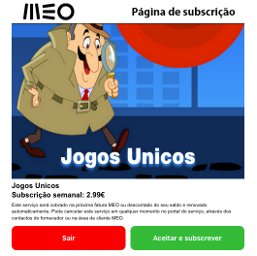 MEO
Página de subscrição
Jogos Unicos
Jogos Unicos
Subscrição semanal: 2.99€
Este serviço será cobrado na próxima fatura MEO ou descontado do seu saldo e renovado
automaticamente. Pode cancelar este serviço em qualquer momento no portal do serviço, através dos
contactos do fornecedor ou na área de cliente MEO.
Sair
Aceitar e subscrever